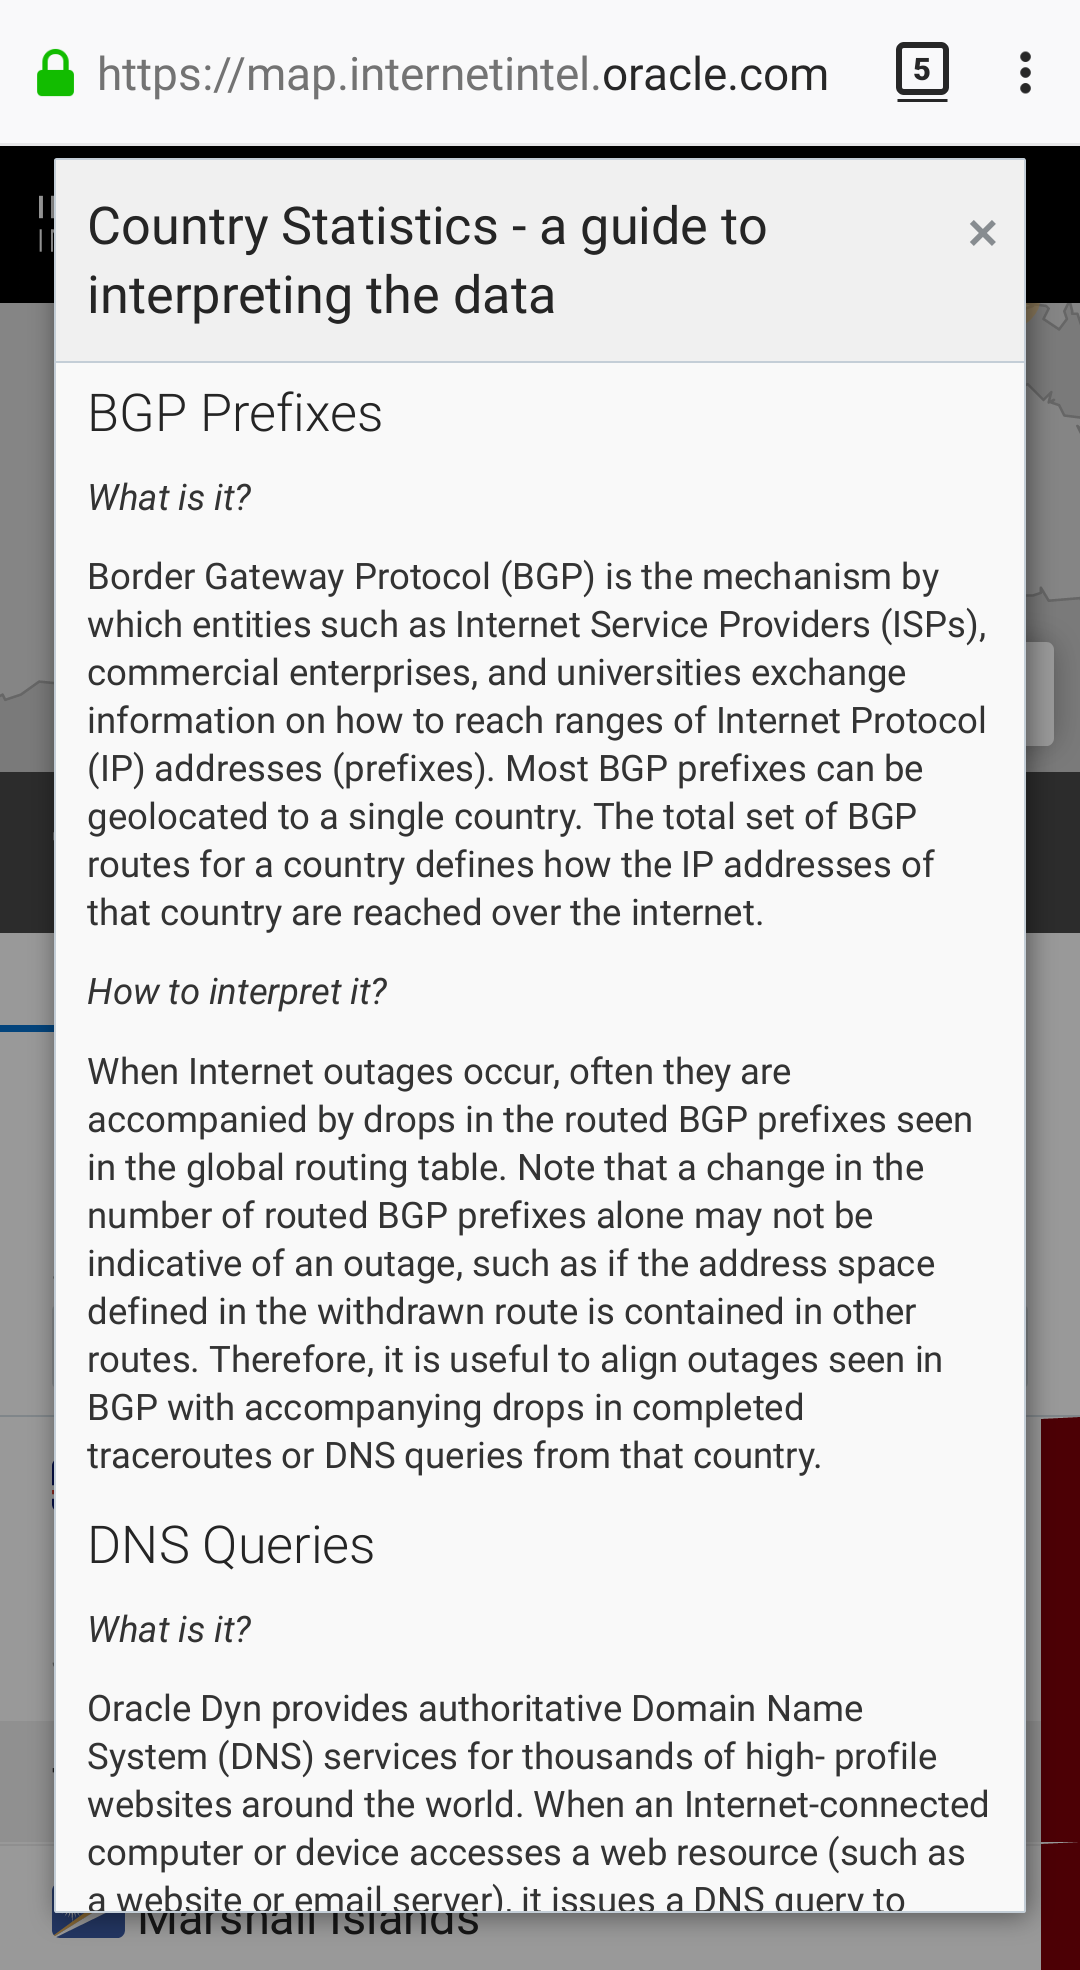 https://map.internetintel.oracle.com
5
Country Statistics - a guide to
interpreting the data
×
BGP Prefixes
What is it?
Border Gateway Protocol (BGP) is the mechanism by
which entities such as Internet Service Providers (ISPs),
commercial enterprises, and universities exchange
information on how to reach ranges of Internet Protocol
(IP) addresses (prefixes). Most BGP prefixes can be
geolocated to a single country. The total set of BGP
routes for a country defines how the IP addresses of
that country are reached over the internet.
How to interpret it?
When Internet outages occur, often they are
accompanied by drops in the routed BGP prefixes seen
in the global routing table. Note that a change in the
number of routed BGP prefixes alone may not be
indicative of an outage, such as if the address space
defined in the withdrawn route is contained in other
routes. Therefore, it is useful to align outages seen in
BGP with accompanying drops in completed
traceroutes or DNS queries from that country.
DNS Queries
What is it?
Oracle Dyn provides authoritative Domain Name
System (DNS) services for thousands of high- profile
websites around the world. When an Internet-connected
computer or device accesses a web resource (such as
a website or email server), it issues a DNS query to
Marshall Islands